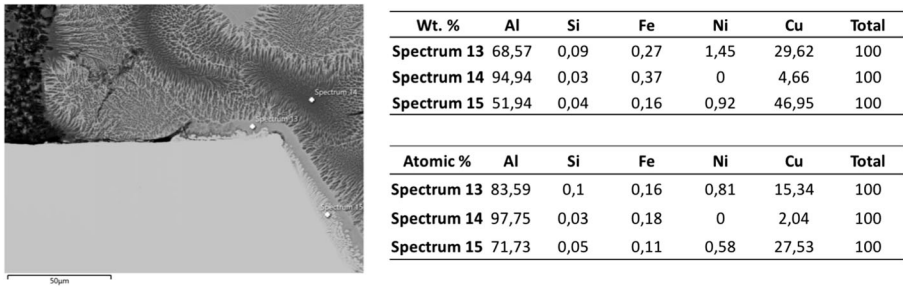 Spectrum 14
Spectrum 13
Spectrum 15
50µm
Wt. % Al Si Fe Ni Cu Total
Spectrum 13 68,57 0,09 0,27 1,45 29,62 100
Spectrum 14 94,94 0,03 0,37 0 4,66 100
Spectrum 15 51,94 0,04 0,16 0,92 46,95 100
Atomic % Al Si Fe Ni Cu Total
Spectrum 13 83,59 0,1 0,16 0,81 15,34 100
Spectrum 14 97,75 0,03 0,18 0 2,04 100
Spectrum 15 71,73 0,05 0,11 0,58 27,53 100